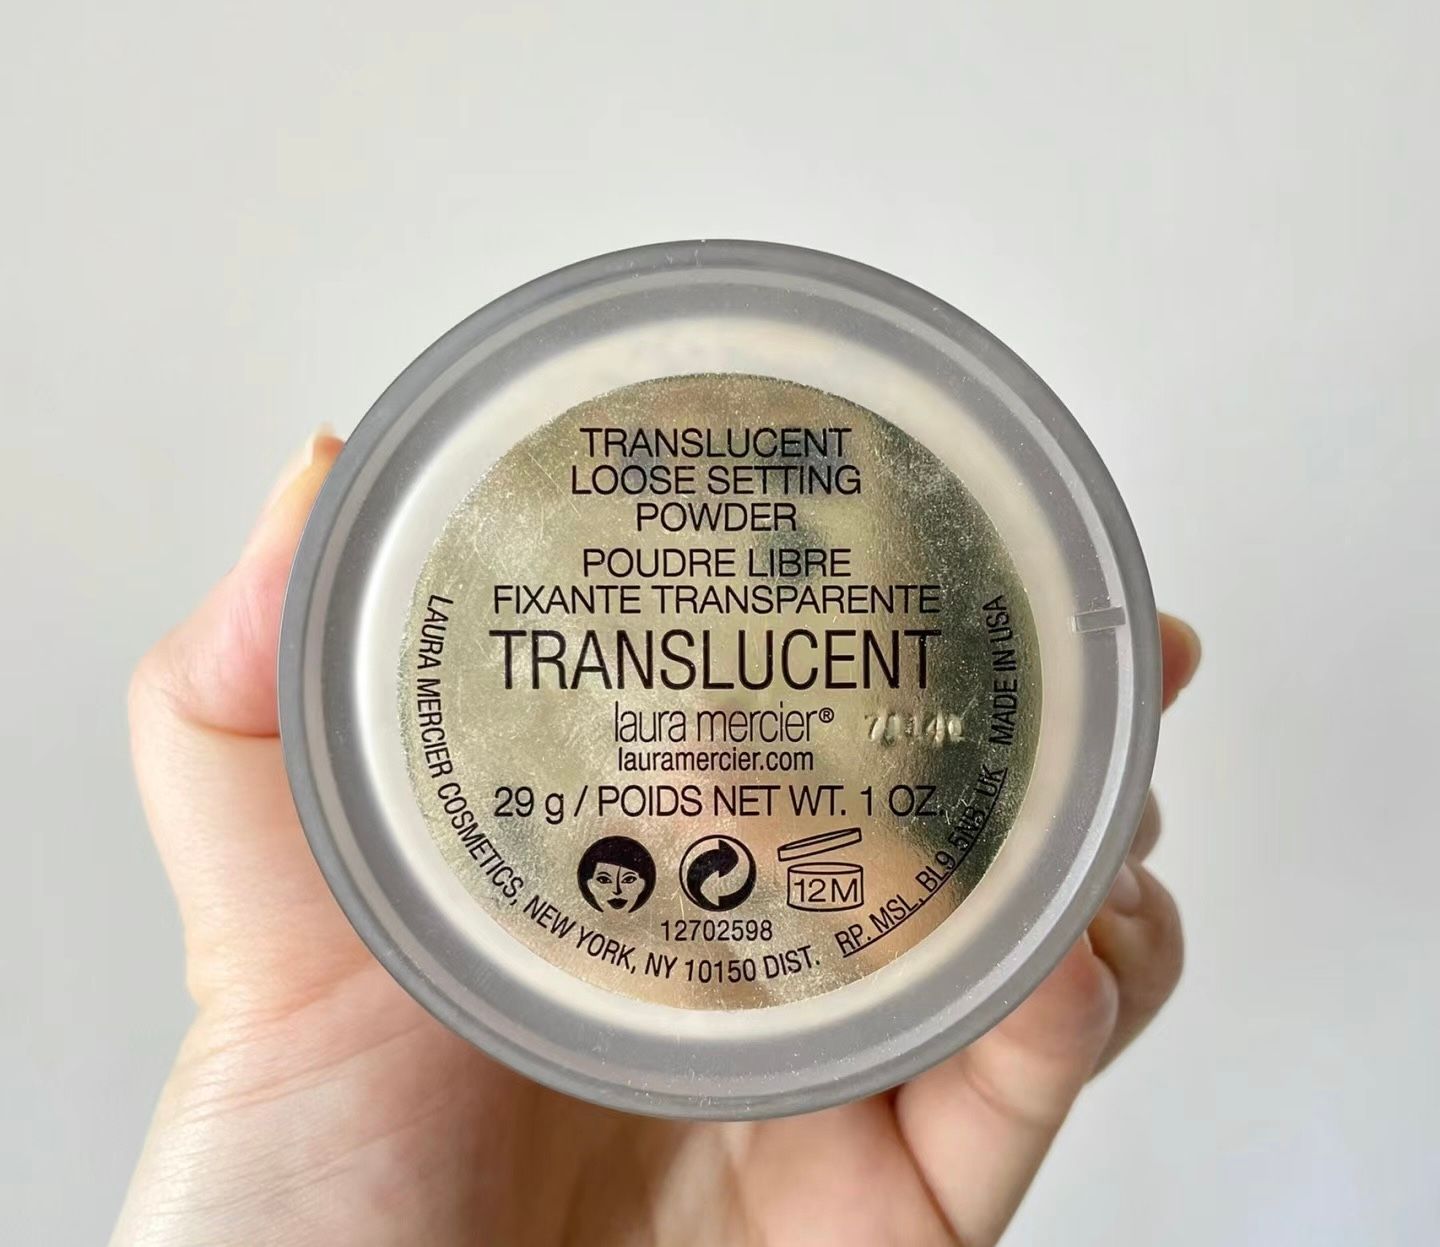 TRANSLUCENT
LOOSE SETTING
POWDER
POUDRE LIBRE
FIXANTE TRANSPARENTE
TRANSLUCENT
laura mercier®
lauramercier.com
29 g / POIDS NET WT. 1 OZ.
12M
12702598
LAURA MERCIER COSMETICS, NEW YORK, NY 10150 DIST.
RP. MSL, BL9 5NB, UK
MADE IN USA